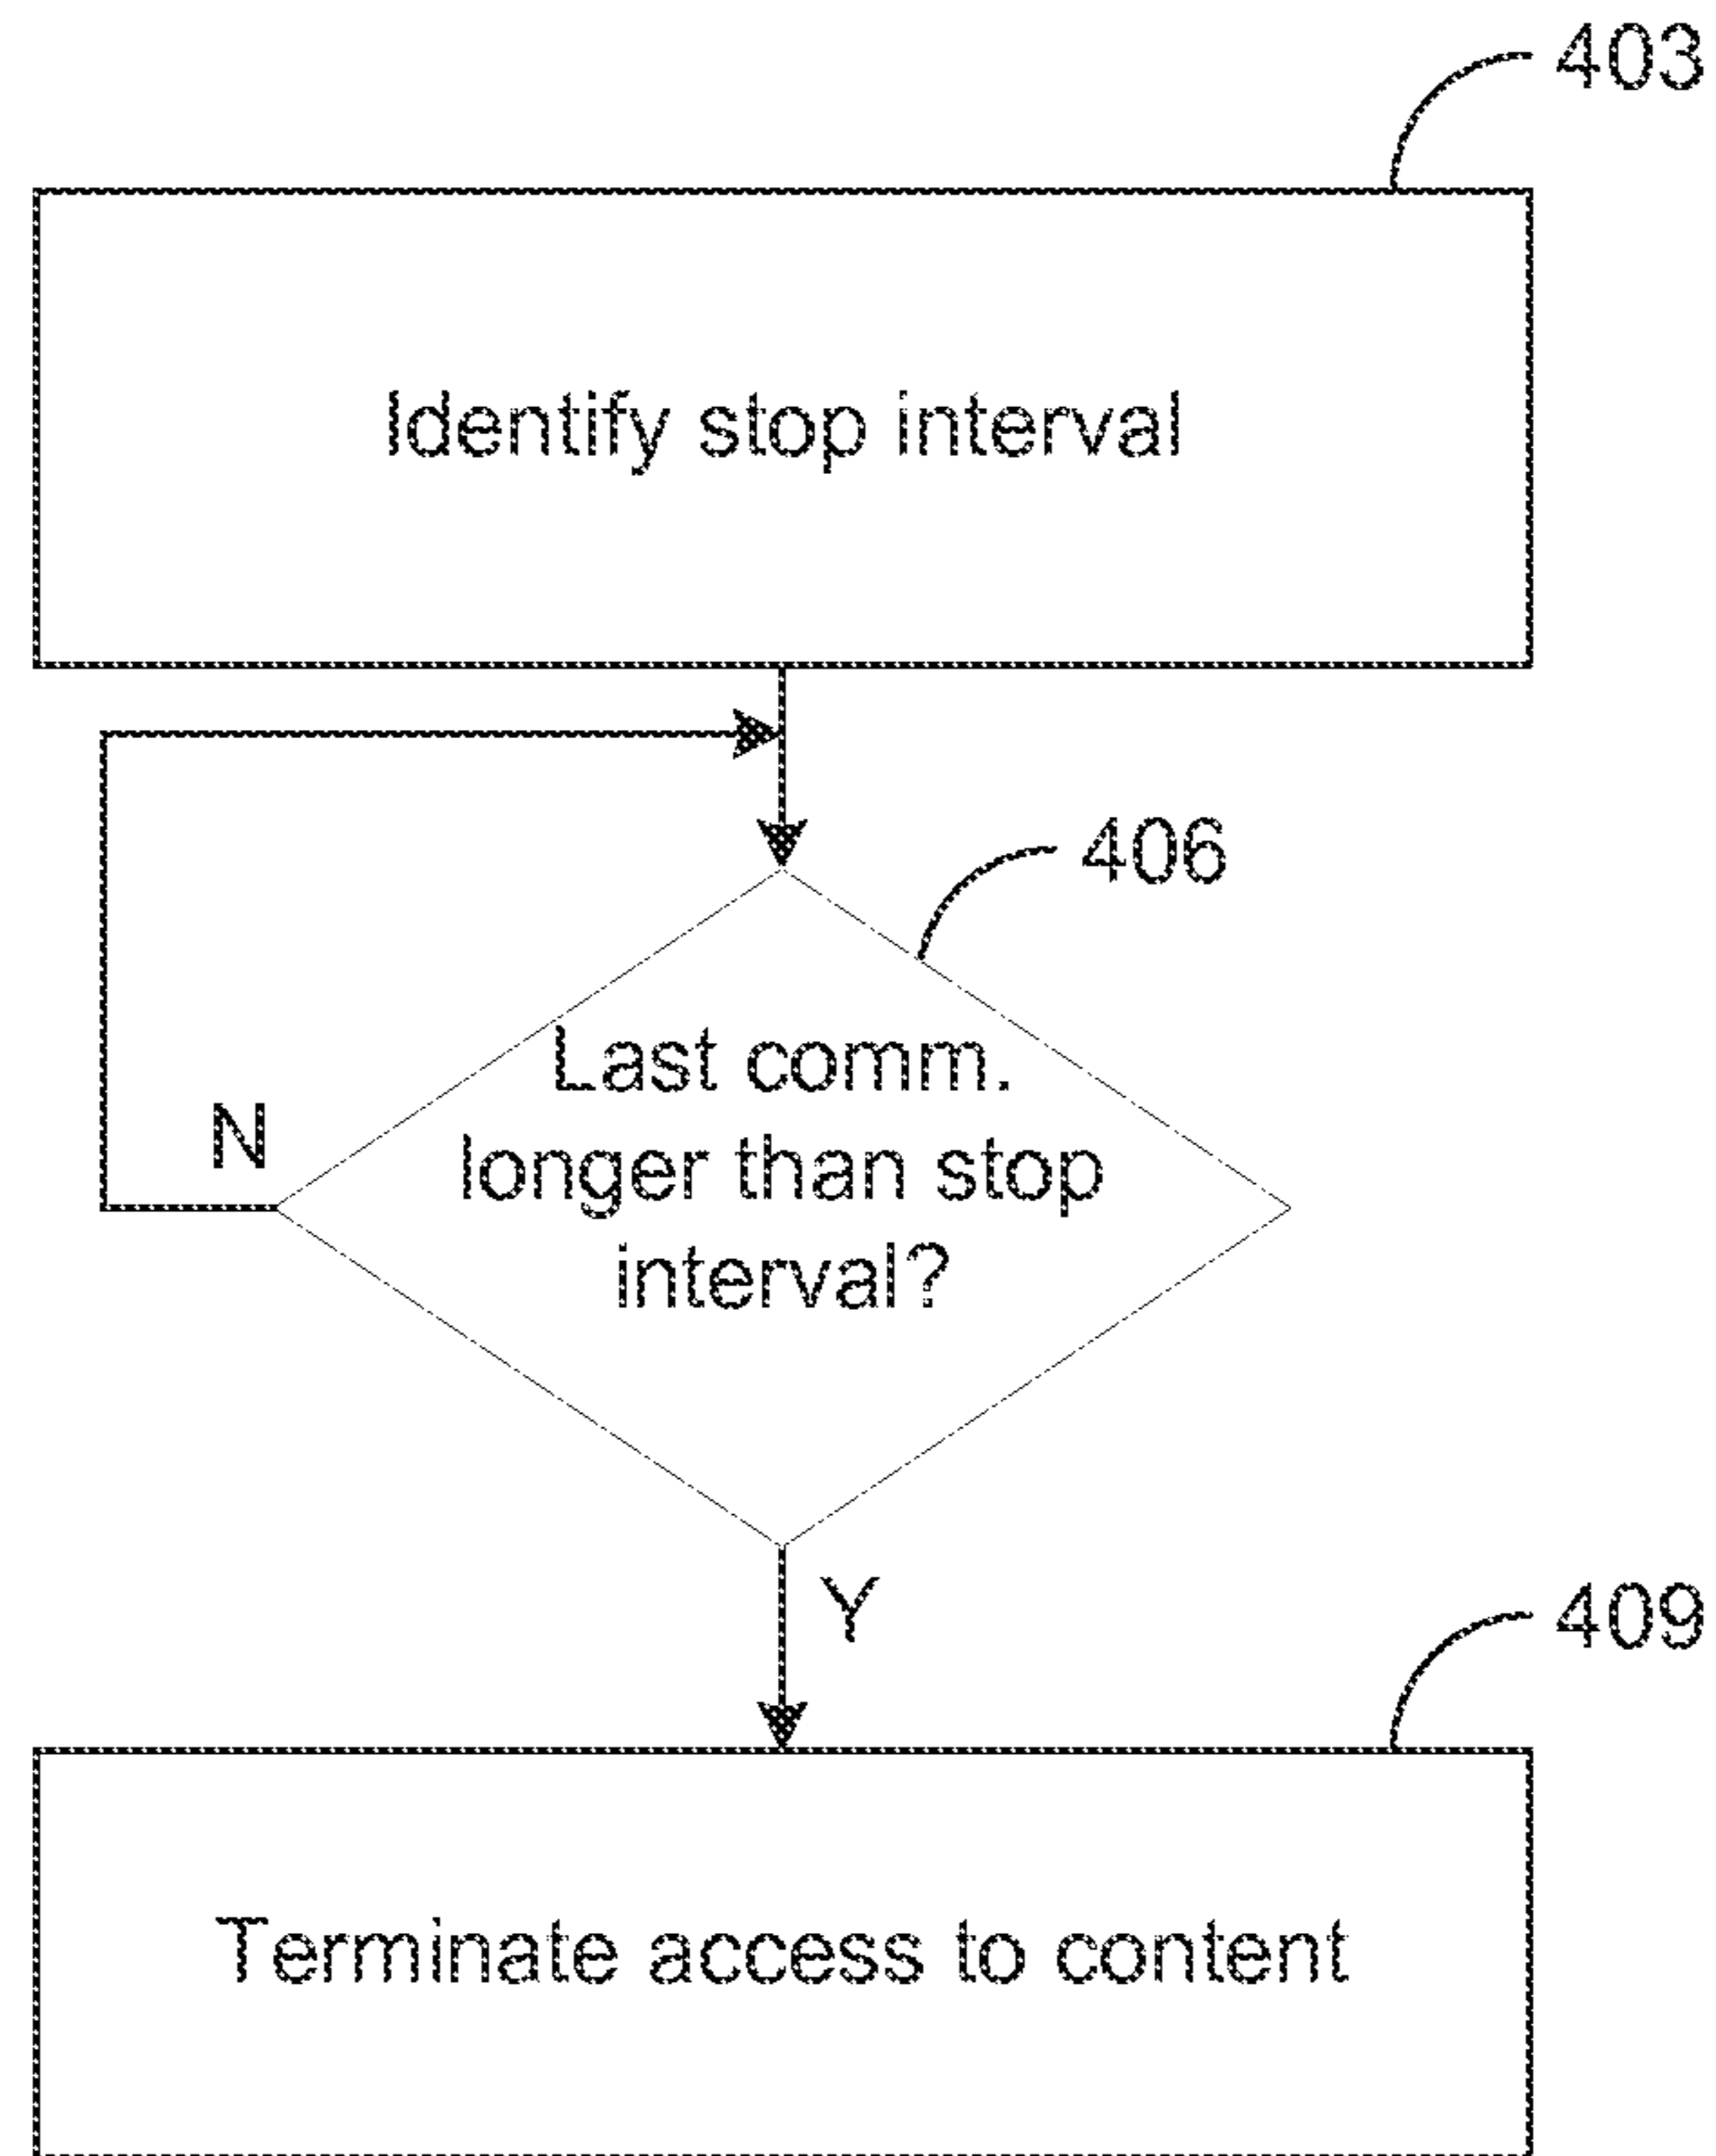 403
Identify stop interval
406
Last comm.
longer than stop
interval?
N
Y
409
Terminate access to content